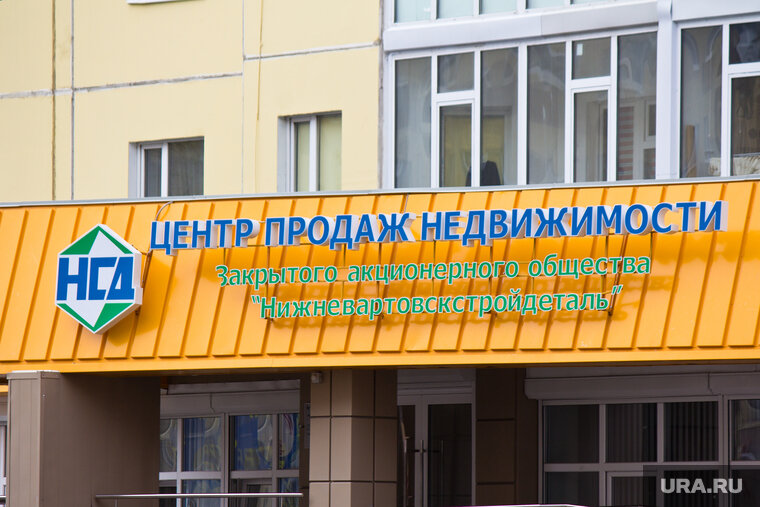 ЦЕНТР ПРОДАЖ НЕДВИЖИМОСТИ
НСД
Закрытого акционерного общества
"Нижневартовскстройдеталь"
URA.RU